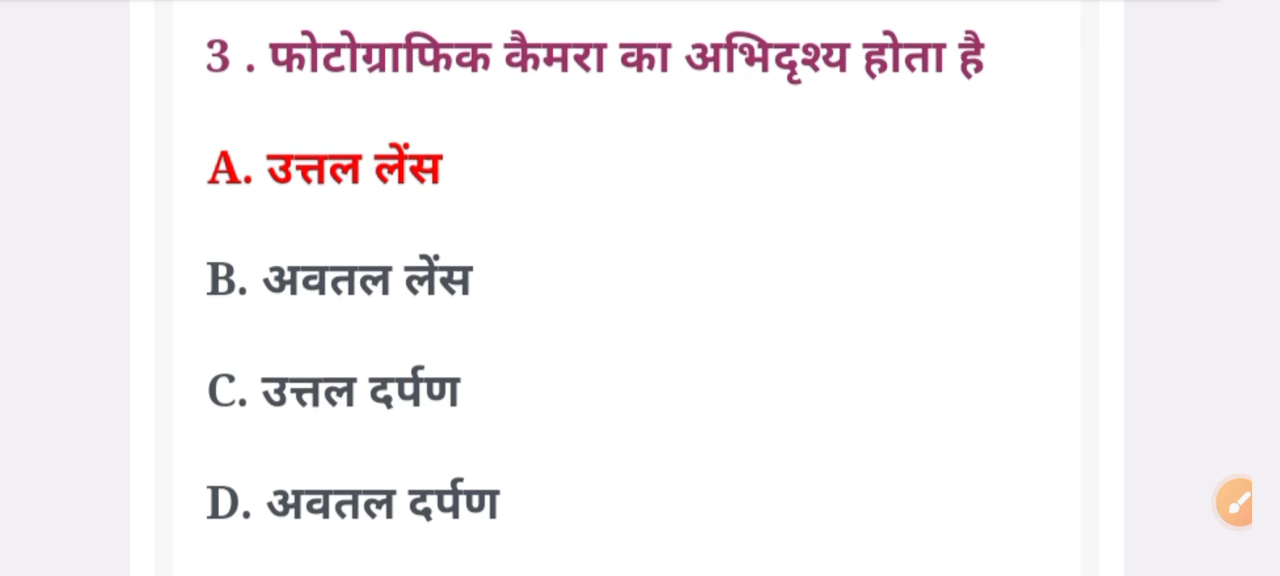 3 . फोटोग्राफिक कैमरा का अभिदृश्य होता है
A. उत्तल लेंस
B. अवतल लेंस
C. उत्तल दर्पण
D. अवतल दर्पण